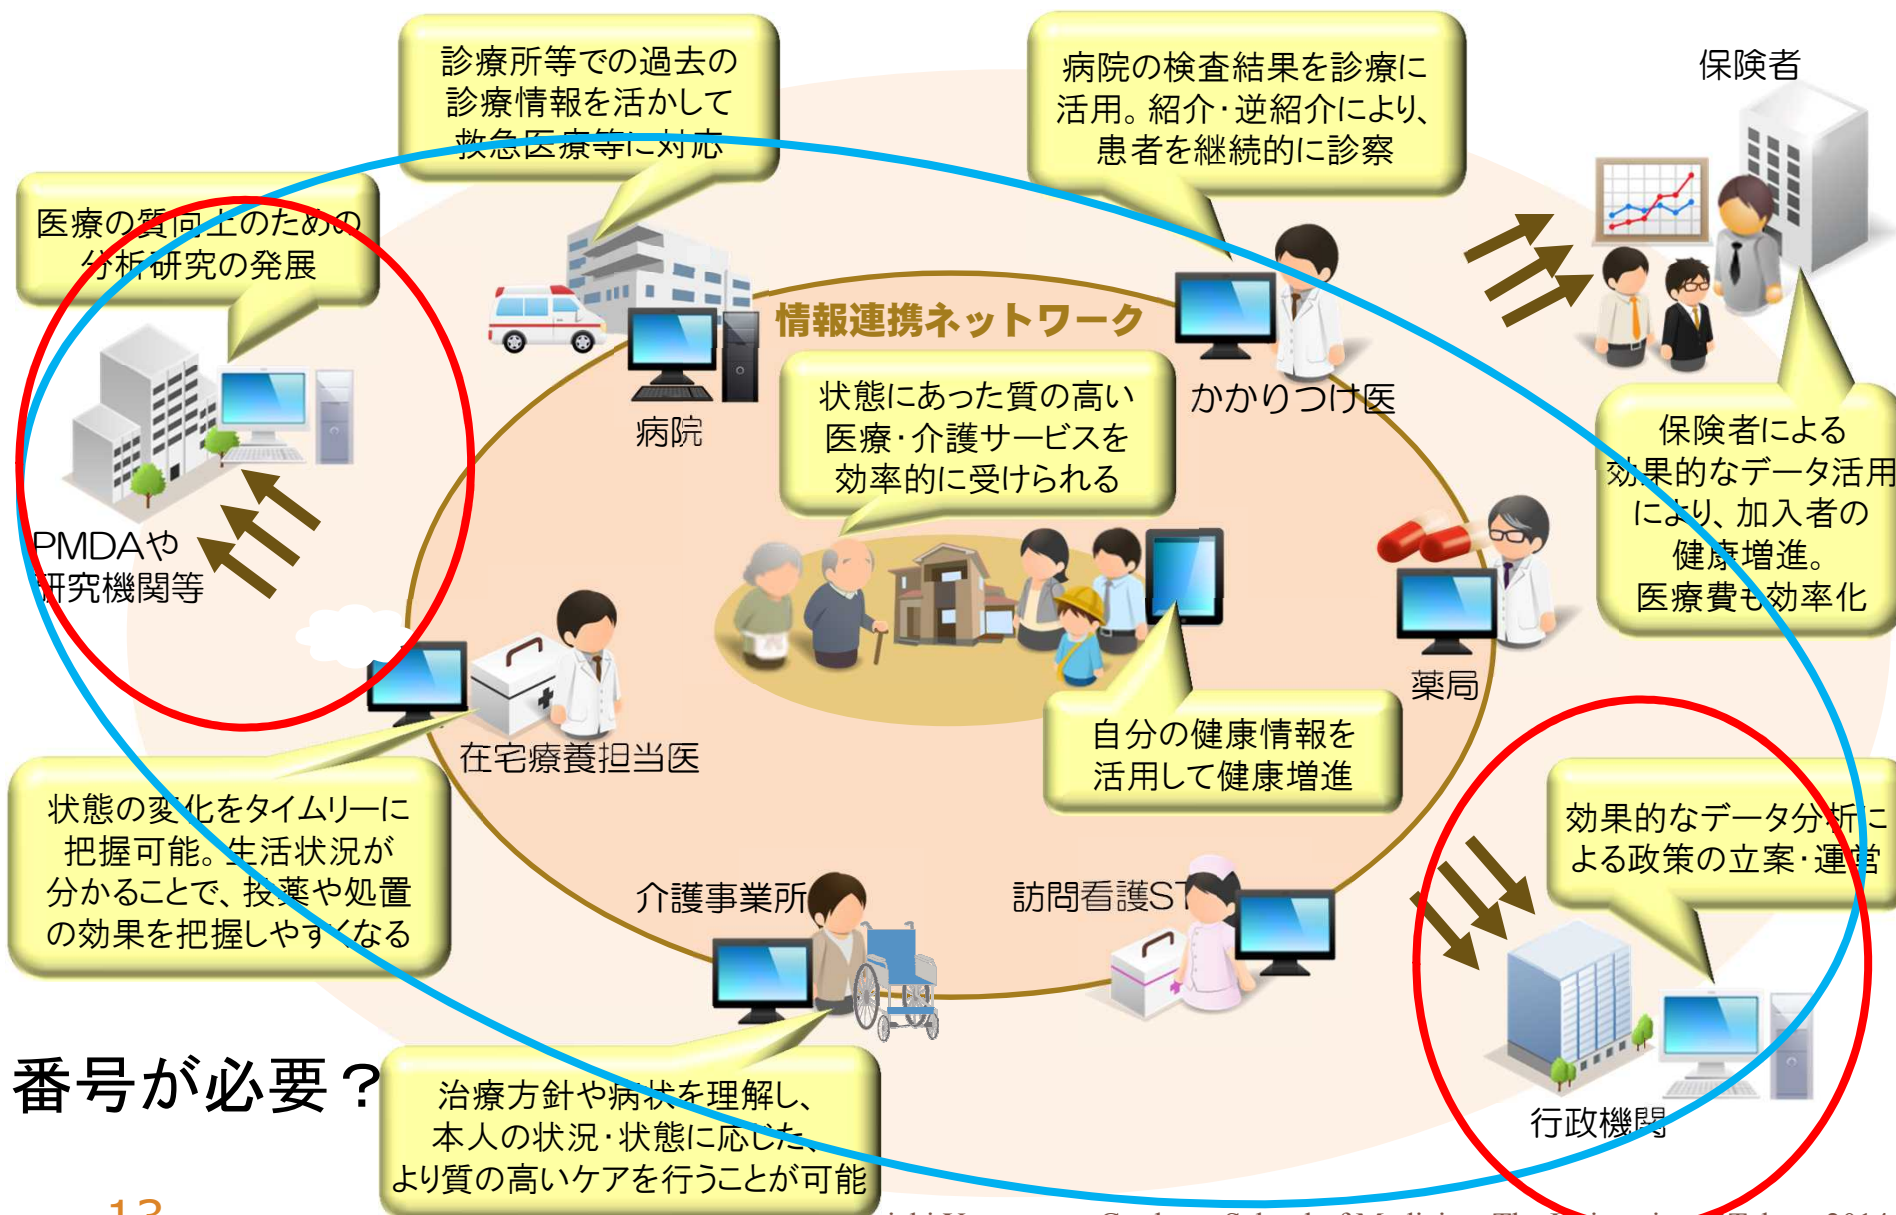 診療所等での過去の
診療情報を活かして
救急医療等に対応
病院の検査結果を診療に
活用。紹介・逆紹介により、
患者を継続的に診察
保険者
医療の質向上のための
分析研究の発展
情報連携ネットワーク
病院
かかりつけ医
状態にあった質の高い
医療・介護サービスを
効率的に受けられる
保険者による
効果的なデータ活用
により、加入者の
健康増進。
医療費も効率化
PMDAや
研究機関等
薬局
在宅療養担当医
自分の健康情報を
活用して健康増進
状態の変化をタイムリーに
把握可能。生活状況が
分かることで、投薬や処置
の効果を把握しやすくなる
効果的なデータ分析に
よる政策の立案・運営
介護事業所
訪問看護ST
番号が必要？
治療方針や病状を理解し、
本人の状況・状態に応じた、
より質の高いケアを行うことが可能
行政機関
13
Graduate School of Medicine, The University of Tokyo, 2014